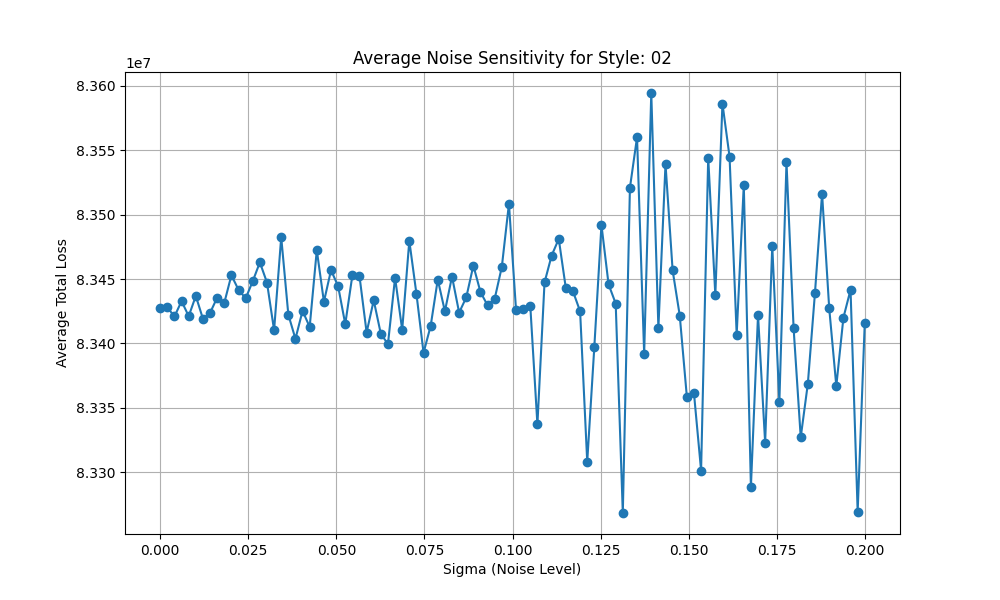 Average Noise Sensitivity for Style: 02
1e7
8.360
8.355
8.350
8.345
8.340
8.335
8.330
Average Total Loss
0.000 0.025 0.050 0.075 0.100 0.125 0.150 0.175 0.200
Sigma (Noise Level)